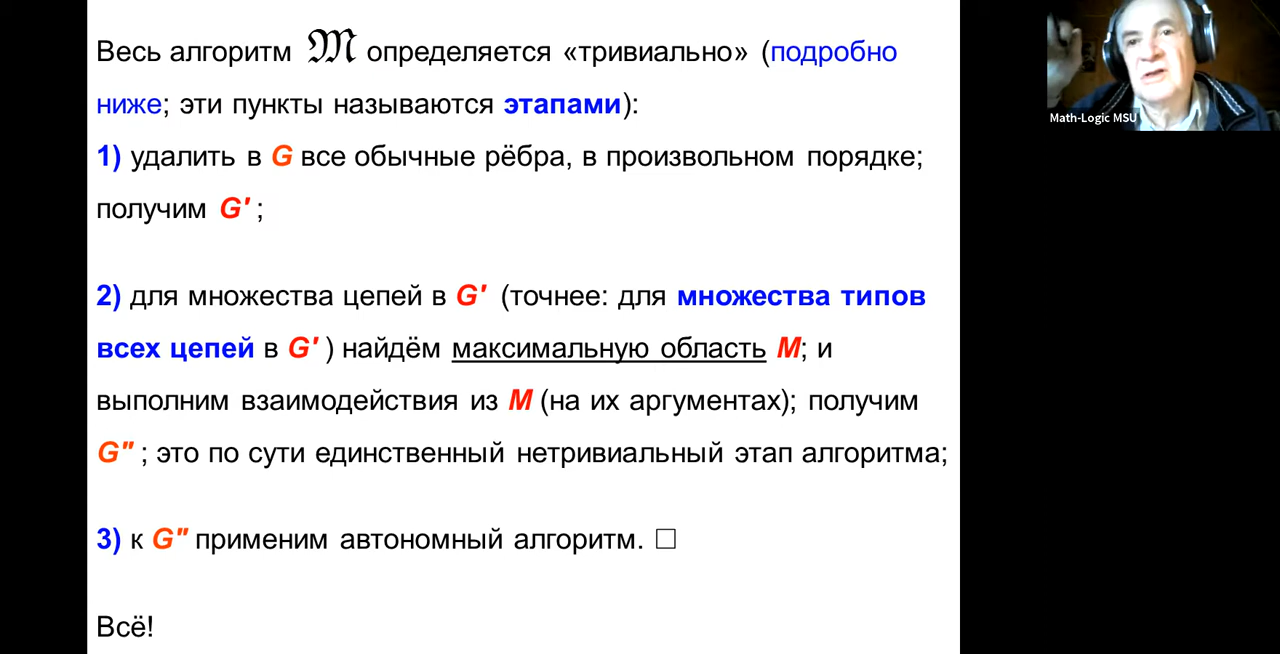 Весь алгоритм 𝔐 определяется «тривиально» (подробно
ниже; эти пункты называются этапами):
1) удалить в G все обычные рёбра, в произвольном порядке;
получим G′ ;
2) для множества цепей в G′ (точнее: для множества типов
всех цепей в G′ ) найдём максимальную область M; и
выполним взаимодействия из M (на их аргументах); получим
G″ ; это по сути единственный нетривиальный этап алгоритма;
3) к G″ применим автономный алгоритм. □
Всё!
Math-Logic MSU